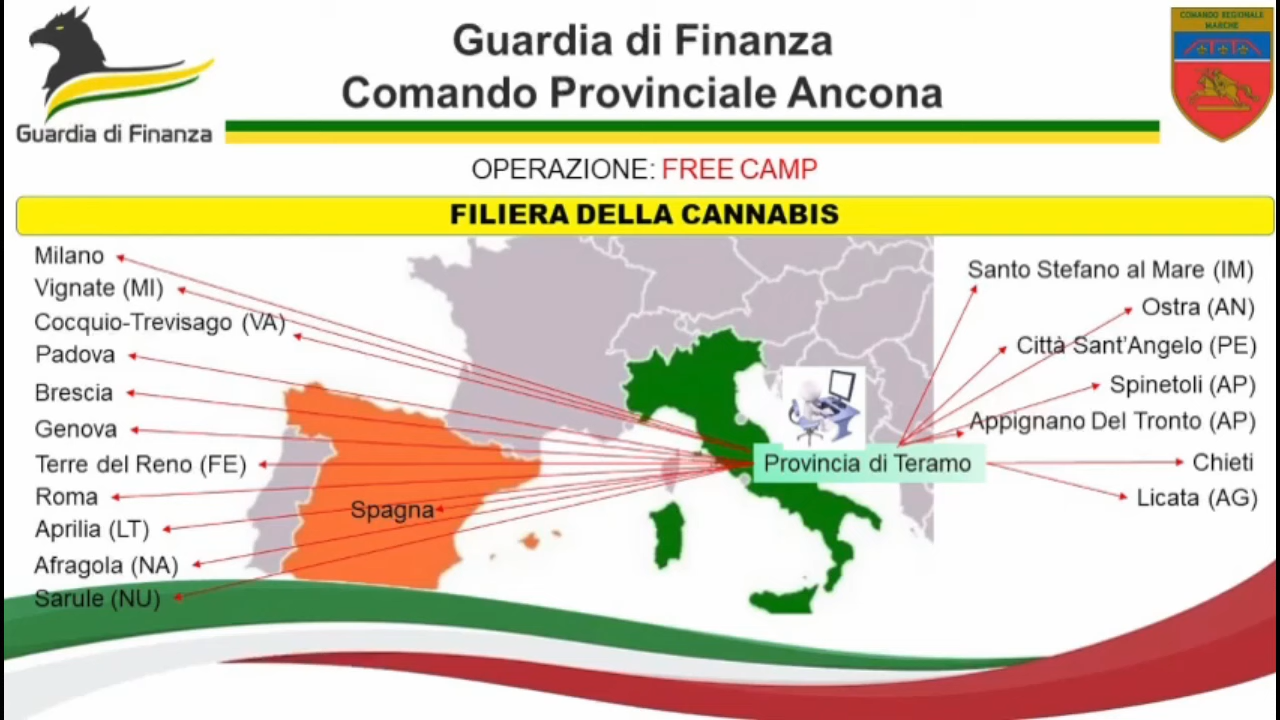 Guardia di Finanza
Comando Provinciale Ancona
COMANDO REGIONALE
MARCHE
Guardia di Finanza
OPERAZIONE: FREE CAMP
FILIERA DELLA CANNABIS
Milano
Vignate (MI)
Cocquio-Trevisago (VA)
Padova
Brescia
Genova
Terre del Reno (FE)
Roma
Aprilia (LT)
Afragola (NA)
Sarule (NU)
Spagna
Provincia di Teramo
Santo Stefano al Mare (IM)
Ostra (AN)
Città Sant'Angelo (PE)
Spinetoli (AP)
Appignano Del Tronto (AP)
Chieti
Licata (AG)